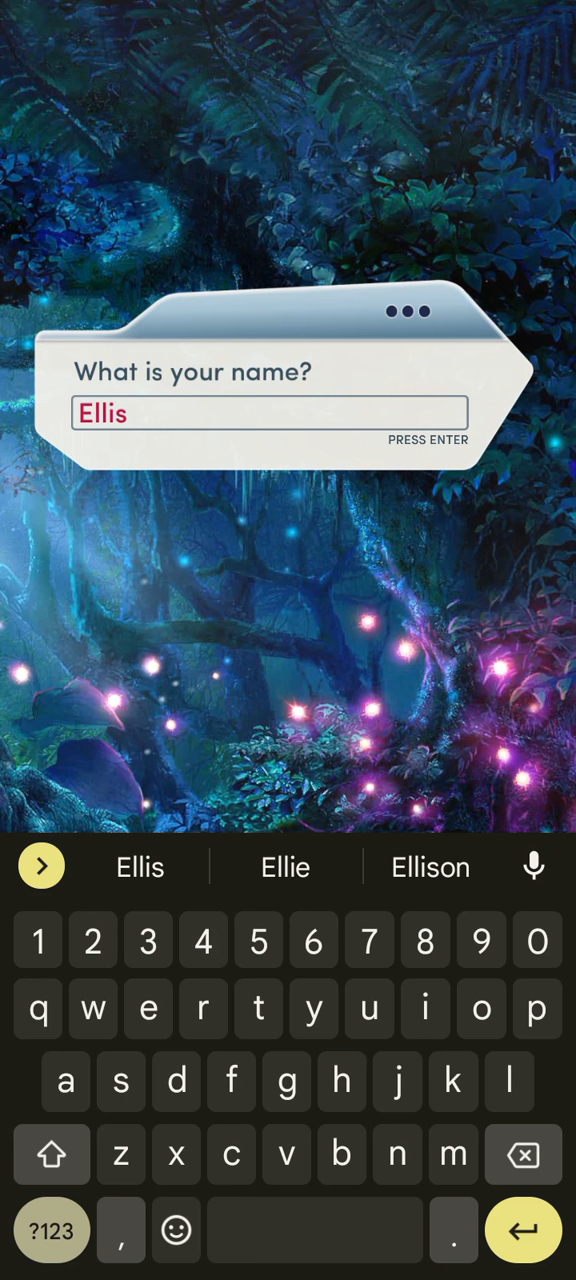 What is your name?
Ellis
PRESS ENTER
Ellis Ellie Ellison
1 2 3 4 5 6 7 8 9 0
q w e r t y u i o p
a s d f g h j k l
z x c v b n m
?123 , .